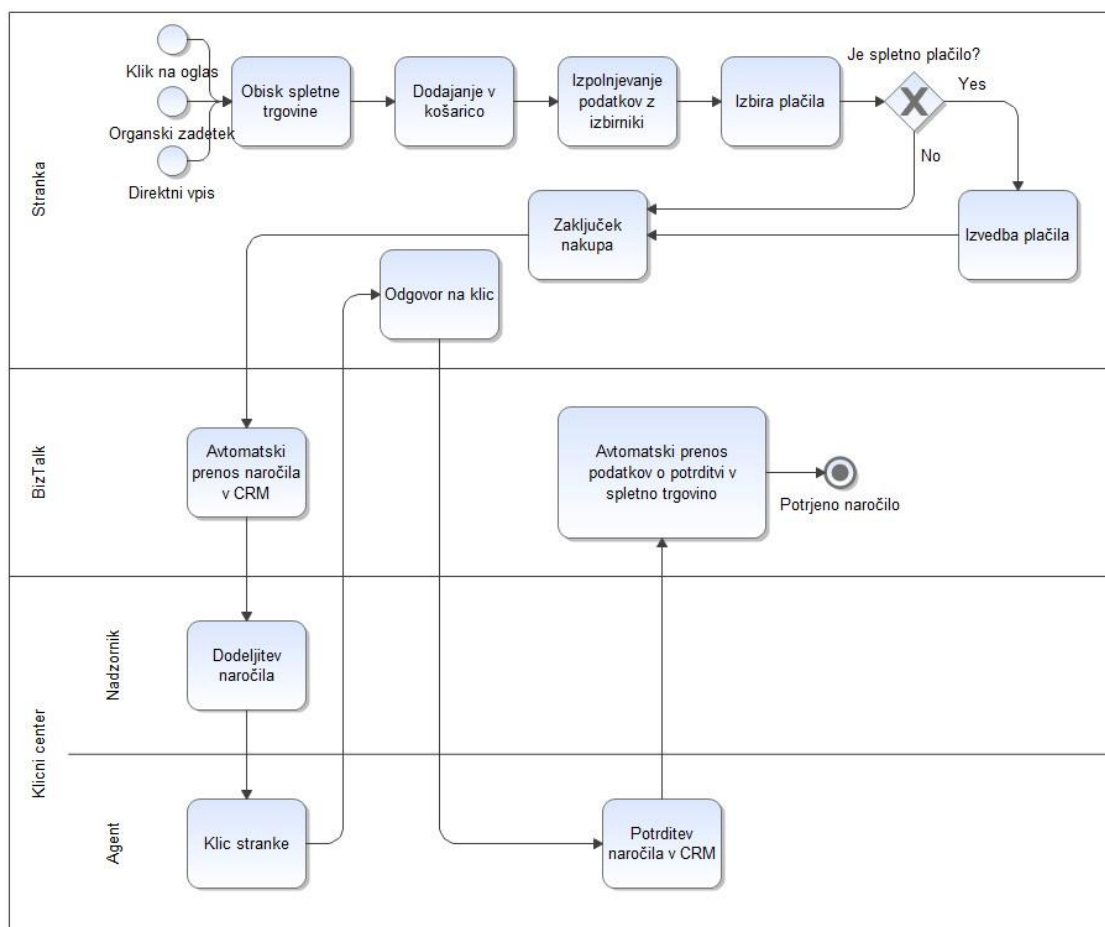 Stranka
Klik na oglas
Organski zadetek
Direktni vpis
Obisk spletne
trgovine
Dodajanje v
košarico
Izpolnjevanje
podatkov z
izbirniki
Izbira plačila
Je spletno plačilo?
Yes
No
Izvedba plačila
Zaključek
nakupa
Odgovor na klic
BizTalk
Avtomatski
prenos naročila
v CRM
Avtomatski prenos
podatkov o potrditvi v
spletno trgovino
Potrjeno naročilo
Klicni center
Nadzornik
Dodeljitev
naročila
Agent
Klic stranke
Potrditev
naročila v CRM